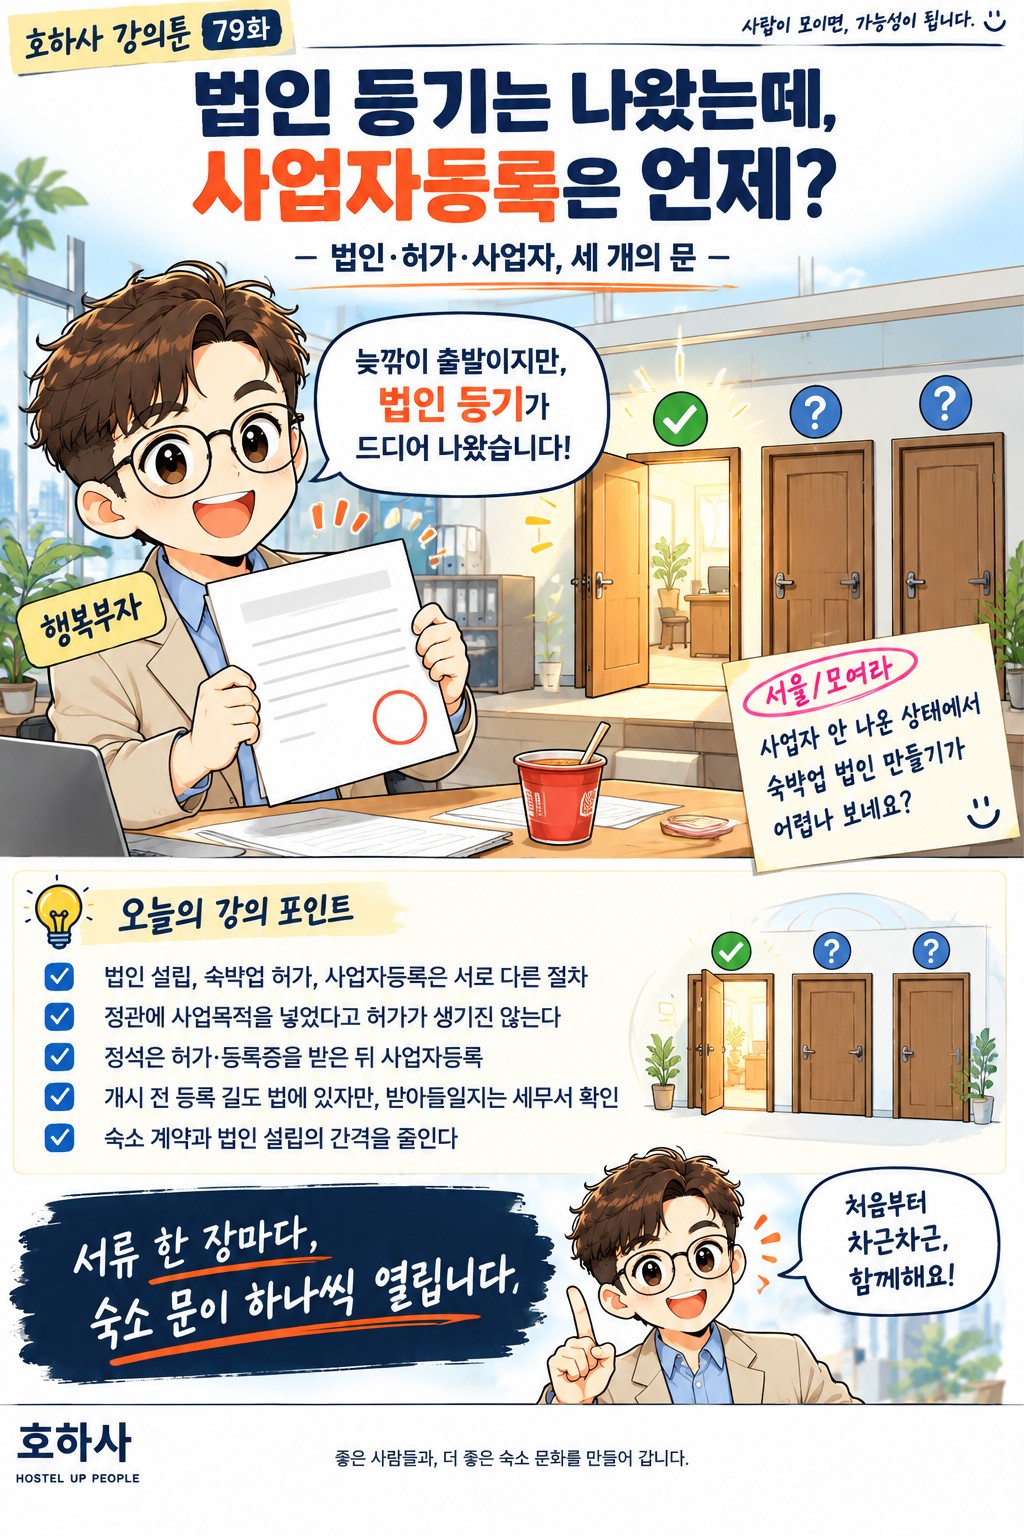 호하사 강의툰 79화
사람이 모이면, 가능성이 됩니다.
법인 등기는 나왔는데,
사업자등록은 언제?
– 법인·허가·사업자, 세 개의 문 –
늦깎이 출발이지만,
법인 등기가
드디어 나왔습니다!
행복부자
서울/모여라
사업자 안 나온 상태에서
숙박업 법인 만들기가
어렵나 보네요?
오늘의 강의 포인트
법인 설립, 숙박업 허가, 사업자등록은 서로 다른 절차
정관에 사업목적을 넣었다고 허가가 생기진 않는다
정석은 허가·등록증을 받은 뒤 사업자등록
개시 전 등록 길도 법에 있지만, 받아들일지는 세무서 확인
숙소 계약과 법인 설립의 간격을 줄인다
서류 한 장마다,
숙소 문이 하나씩 열립니다.
처음부터
차근차근,
함께해요!
호하사
HOSTEL UP PEOPLE
좋은 사람들과, 더 좋은 숙소 문화를 만들어 갑니다.